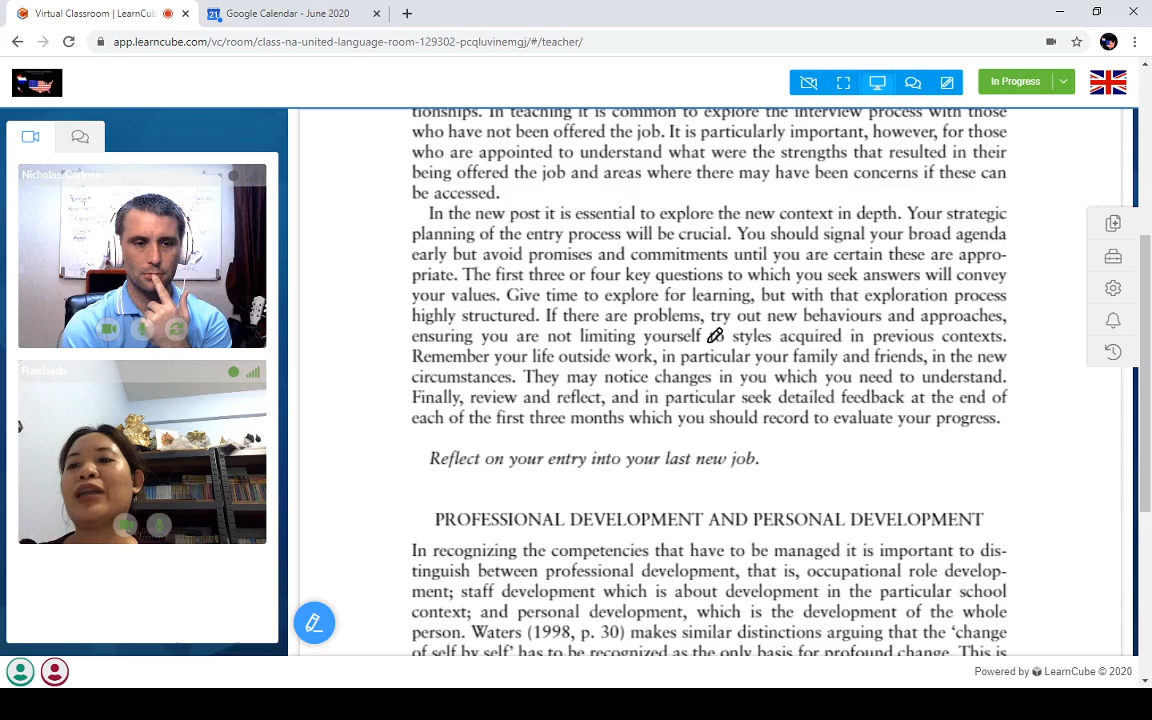 Virtual Classroom | LearnCub
Google Calendar - June 2020
app.learncube.com/vc/room/class-na-united-language-room-129302-pcqluvinemgj/#/teacher/
In Progress
Nicholas
Ratchada
tionships. In teaching it is common to explore the interview process with those
who have not been offered the job. It is particularly important, however, for those
who are appointed to understand what were the strengths that resulted in their
being offered the job and areas where there may have been concerns if these can
be accessed.
In the new post it is essential to explore the new context in depth. Your strategic
planning of the entry process will be crucial. You should signal your broad agenda
early but avoid promises and commitments until you are certain these are appro-
priate. The first three or four key questions to which you seek answers will convey
your values. Give time to explore for learning, but with that exploration process
highly structured. If there are problems, try out new behaviours and approaches,
ensuring you are not limiting yourself styles acquired in previous contexts.
Remember your life outside work, in particular your family and friends, in the new
circumstances. They may notice changes in you which you need to understand.
Finally, review and reflect, and in particular seek detailed feedback at the end of
each of the first three months which you should record to evaluate your progress.
Reflect on your entry into your last new job.
PROFESSIONAL DEVELOPMENT AND PERSONAL DEVELOPMENT
In recognizing the competencies that have to be managed it is important to dis-
tinguish between professional development, that is, occupational role develop-
ment; staff development which is about development in the particular school
context; and personal development, which is the development of the whole
person. Waters (1998, p. 30) makes similar distinctions arguing that the ‘change
of self by self’ has to be recognized as the only basis for profound change. This is
Powered by LearnCube © 2020